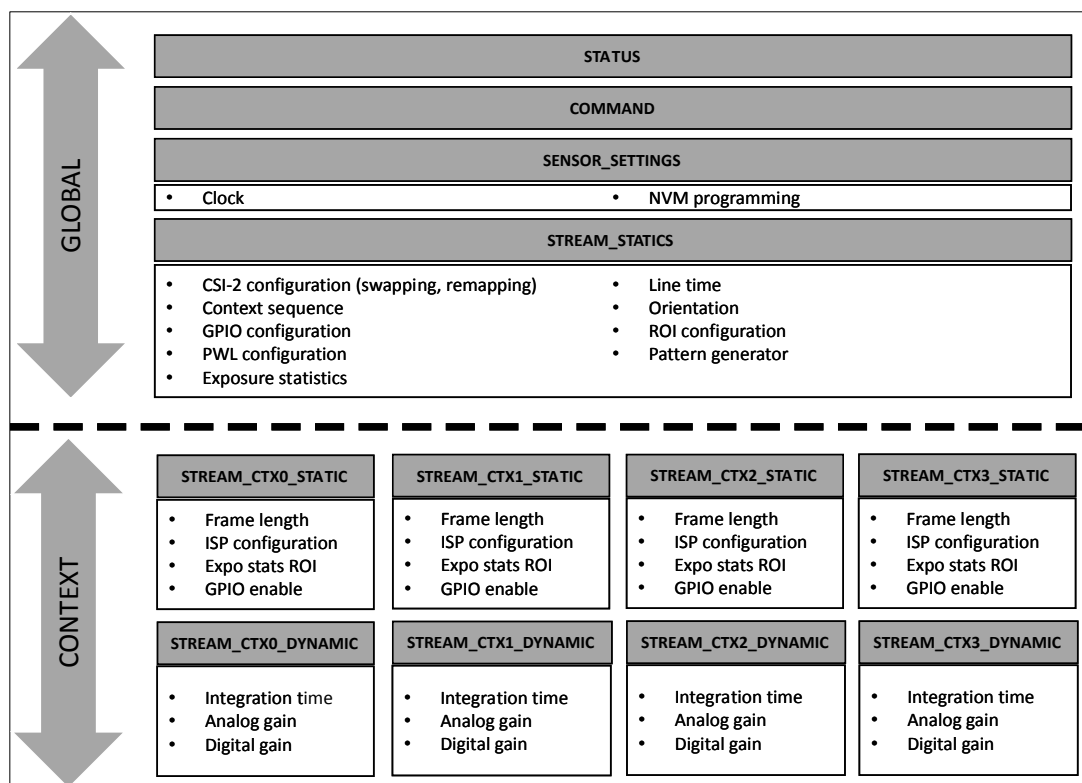 GLOBAL
STATUS
COMMAND
SENSOR_SETTINGS
• Clock
• NVM programming
STREAM_STATICS
• CSI-2 configuration (swapping, remapping)
• Context sequence
• GPIO configuration
• PWL configuration
• Exposure statistics
• Line time
• Orientation
• ROI configuration
• Pattern generator
CONTEXT
STREAM_CTX0_STATIC
• Frame length
• ISP configuration
• Expo stats ROI
• GPIO enable
STREAM_CTX1_STATIC
• Frame length
• ISP configuration
• Expo stats ROI
• GPIO enable
STREAM_CTX2_STATIC
• Frame length
• ISP configuration
• Expo stats ROI
• GPIO enable
STREAM_CTX3_STATIC
• Frame length
• ISP configuration
• Expo stats ROI
• GPIO enable
STREAM_CTX0_DYNAMIC
• Integration time
• Analog gain
• Digital gain
STREAM_CTX1_DYNAMIC
• Integration time
• Analog gain
• Digital gain
STREAM_CTX2_DYNAMIC
• Integration time
• Analog gain
• Digital gain
STREAM_CTX3_DYNAMIC
• Integration time
• Analog gain
• Digital gain